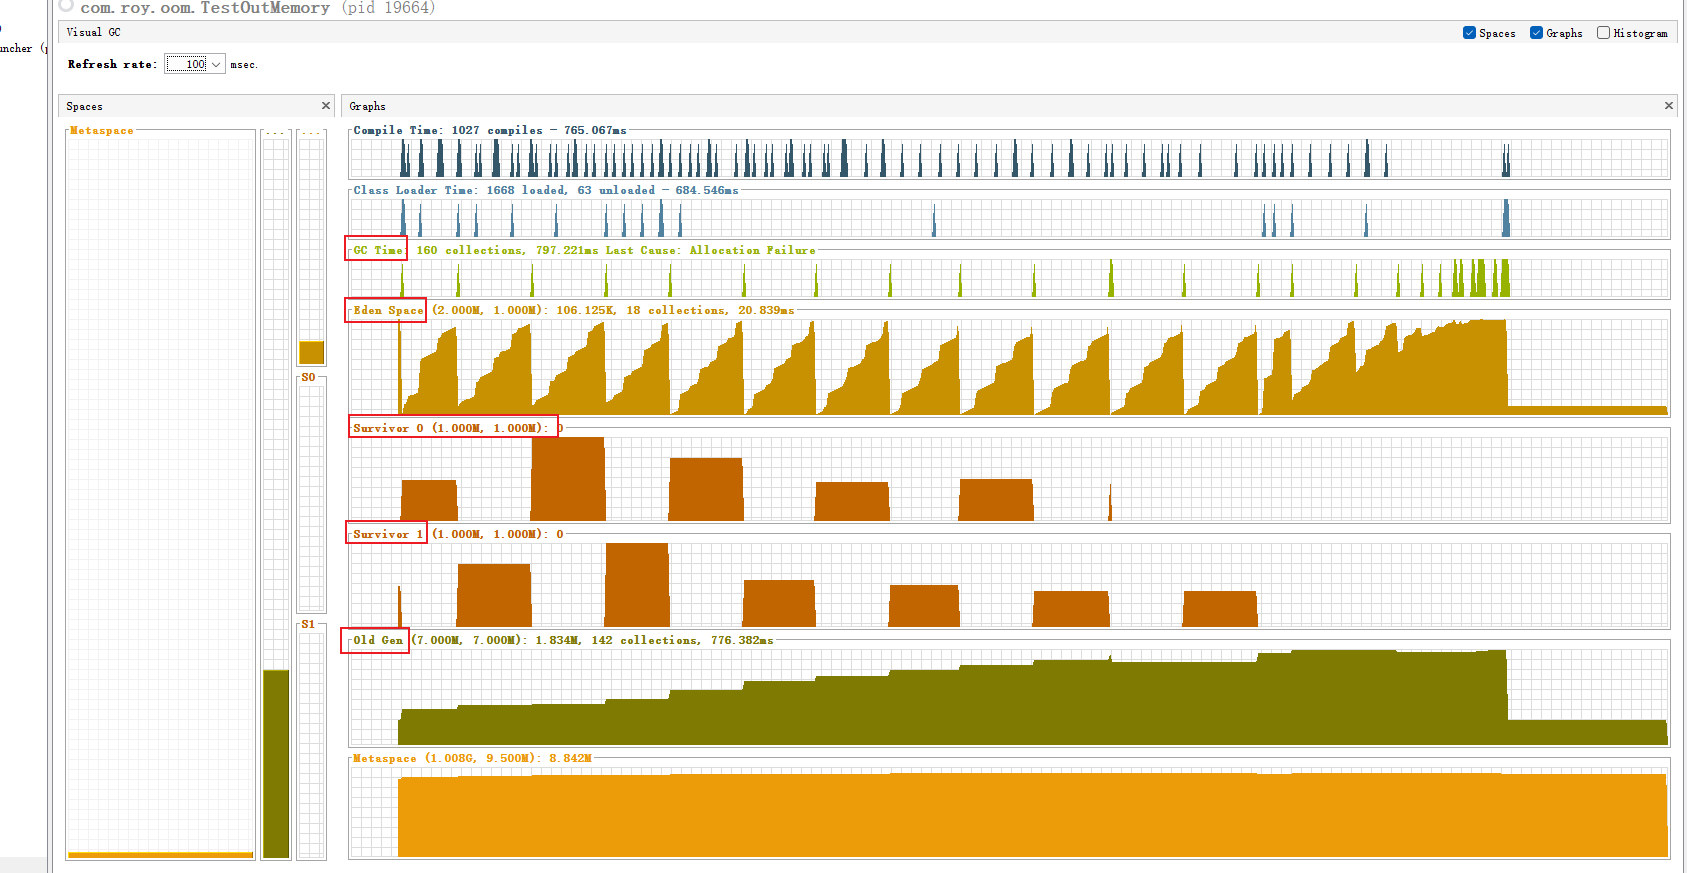 com.roy.oom.TestOutMemory (pid 19664)
uncher (p
Visual GC
Spaces
Graphs
Histogram
Refresh rate: 100 msec.
Spaces
Graphs
Metaspace
...
...
S0
S1
Compile Time: 1027 compiles - 765.067ms
Class Loader Time: 1668 loaded, 63 unloaded - 684.546ms
GC Time: 160 collections, 797.221ms Last Cause: Allocation Failure
Eden Space (2.000M, 1.000M): 106.125K, 18 collections, 20.839ms
Survivor 0 (1.000M, 1.000M): 0
Survivor 1 (1.000M, 1.000M): 0
Old Gen (7.000M, 7.000M): 1.834M, 142 collections, 776.382ms
Metaspace (1.008G, 9.500M): 8.842M